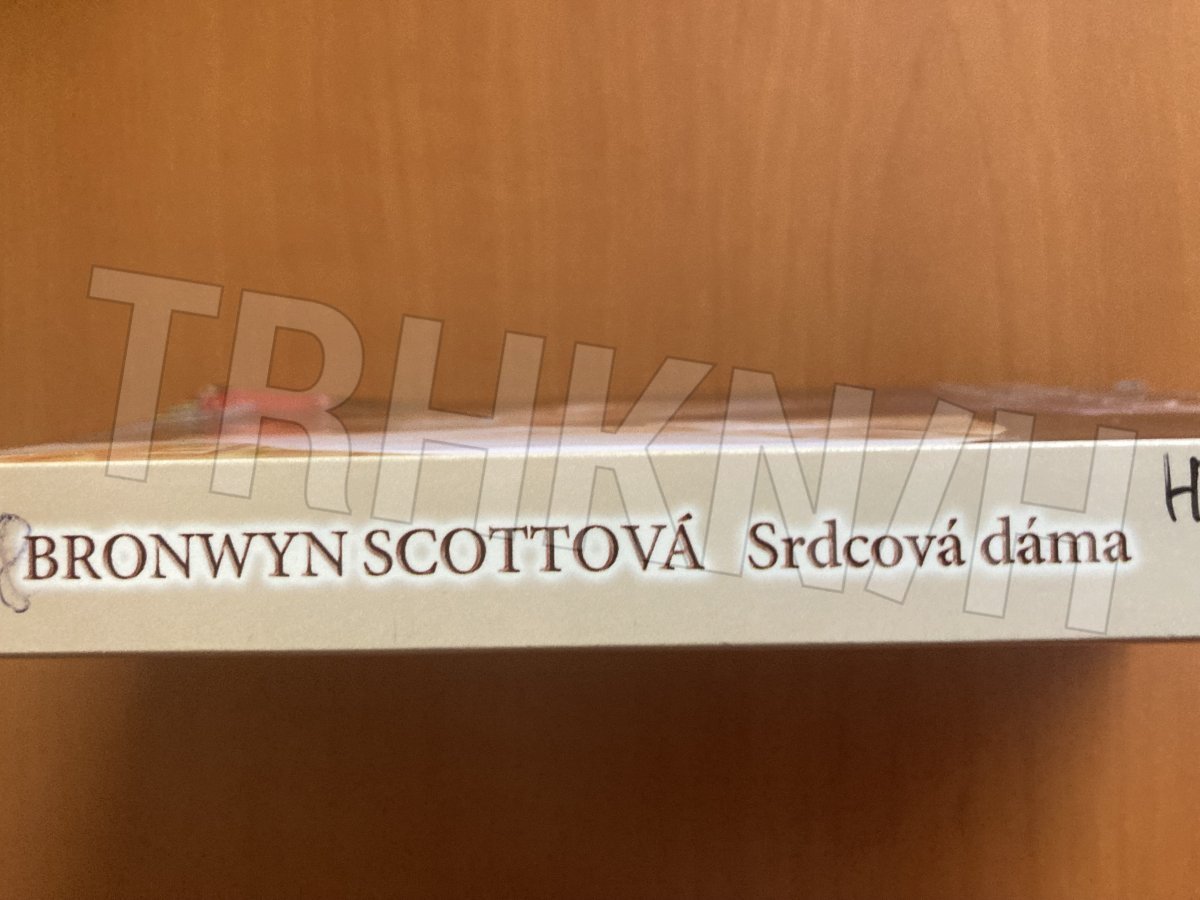 TRHKNIH
BRONWYN SCOTTOVÁ Srdcová dáma
H